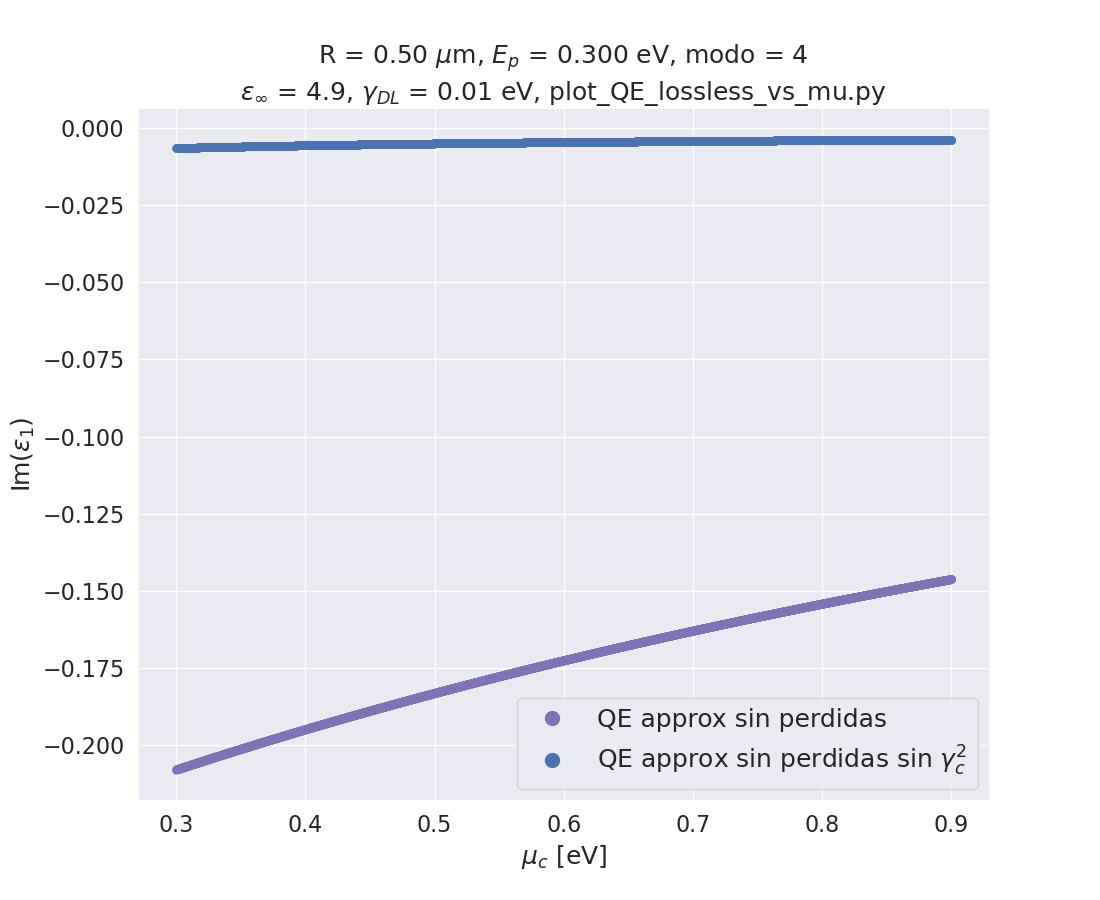 R = 0.50 μm, E_p = 0.300 eV, modo = 4
ε_∞ = 4.9, γ_DL = 0.01 eV, plot_QE_lossless_vs_mu.py
0.000
−0.025
−0.050
−0.075
−0.100
−0.125
−0.150
−0.175
−0.200
Im(ε₁)
QE approx sin perdidas
QE approx sin perdidas sin γ_c^2
0.3 0.4 0.5 0.6 0.7 0.8 0.9
μ_c [eV]